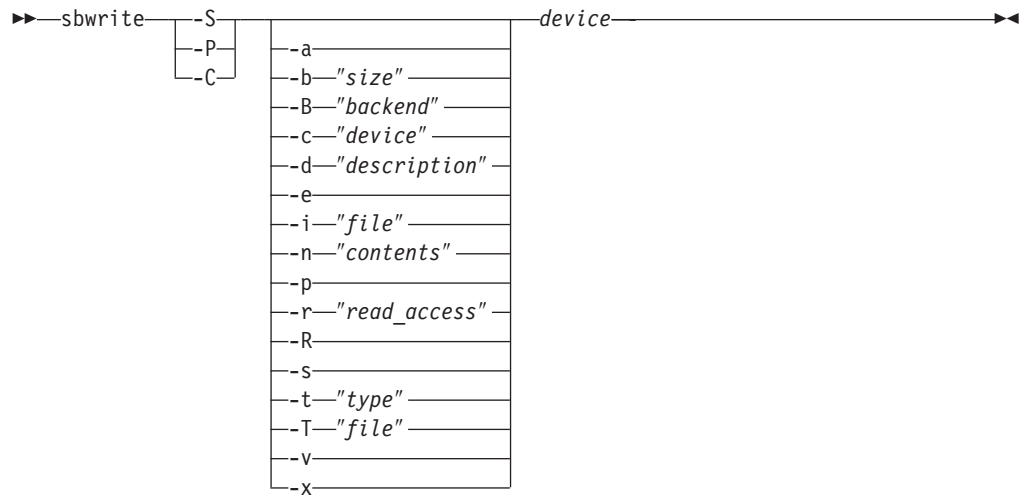 sbwrite -S device
-P -a
-C -b "size"
-B "backend"
-c "device"
-d "description"
-e
-i "file"
-n "contents"
-p
-r "read_access"
-R
-s
-t "type"
-T "file"
-v
-x